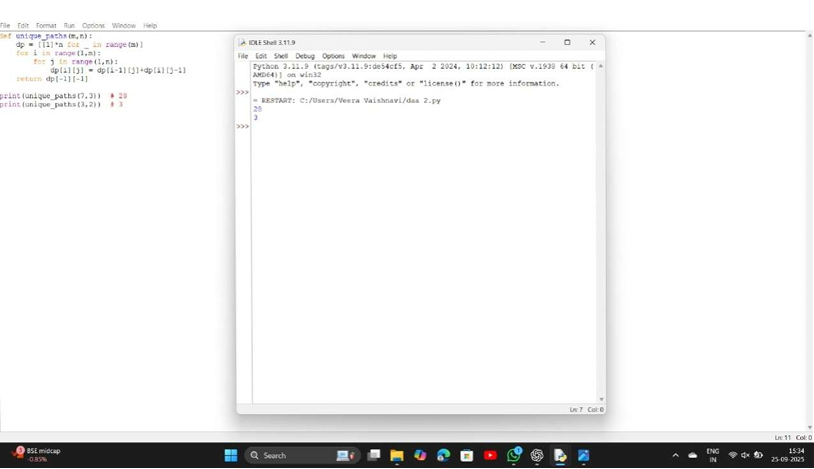 File Edit Format Run Options Window Help
def unique_paths(m,n):
dp = [[1]*n for _ in range(m)]
for i in range(1,m):
for j in range(1,n):
dp[i][j] = dp[i-1][j]+dp[i][j-1]
return dp[-1][-1]
print(unique_paths(7,3)) # 28
print(unique_paths(3,2)) # 3
IDLE Shell 3.11.9
File Edit Shell Debug Options Window Help
Python 3.11.9 (tags/v3.11.9:de54cf5, Apr 2 2024, 10:12:12) [MSC v.1938 64 bit (
AMD64)] on win32
Type "help", "copyright", "credits" or "license()" for more information.
>>>
= RESTART: C:/Users/Veera Vaishnavi/daa 2.py
28
3
>>>
Ln: 7 Col: 0
Ln: 11 Col: 0
BSE midcap
-0.85%
Search
ENG
IN
15:34
25-09-2025